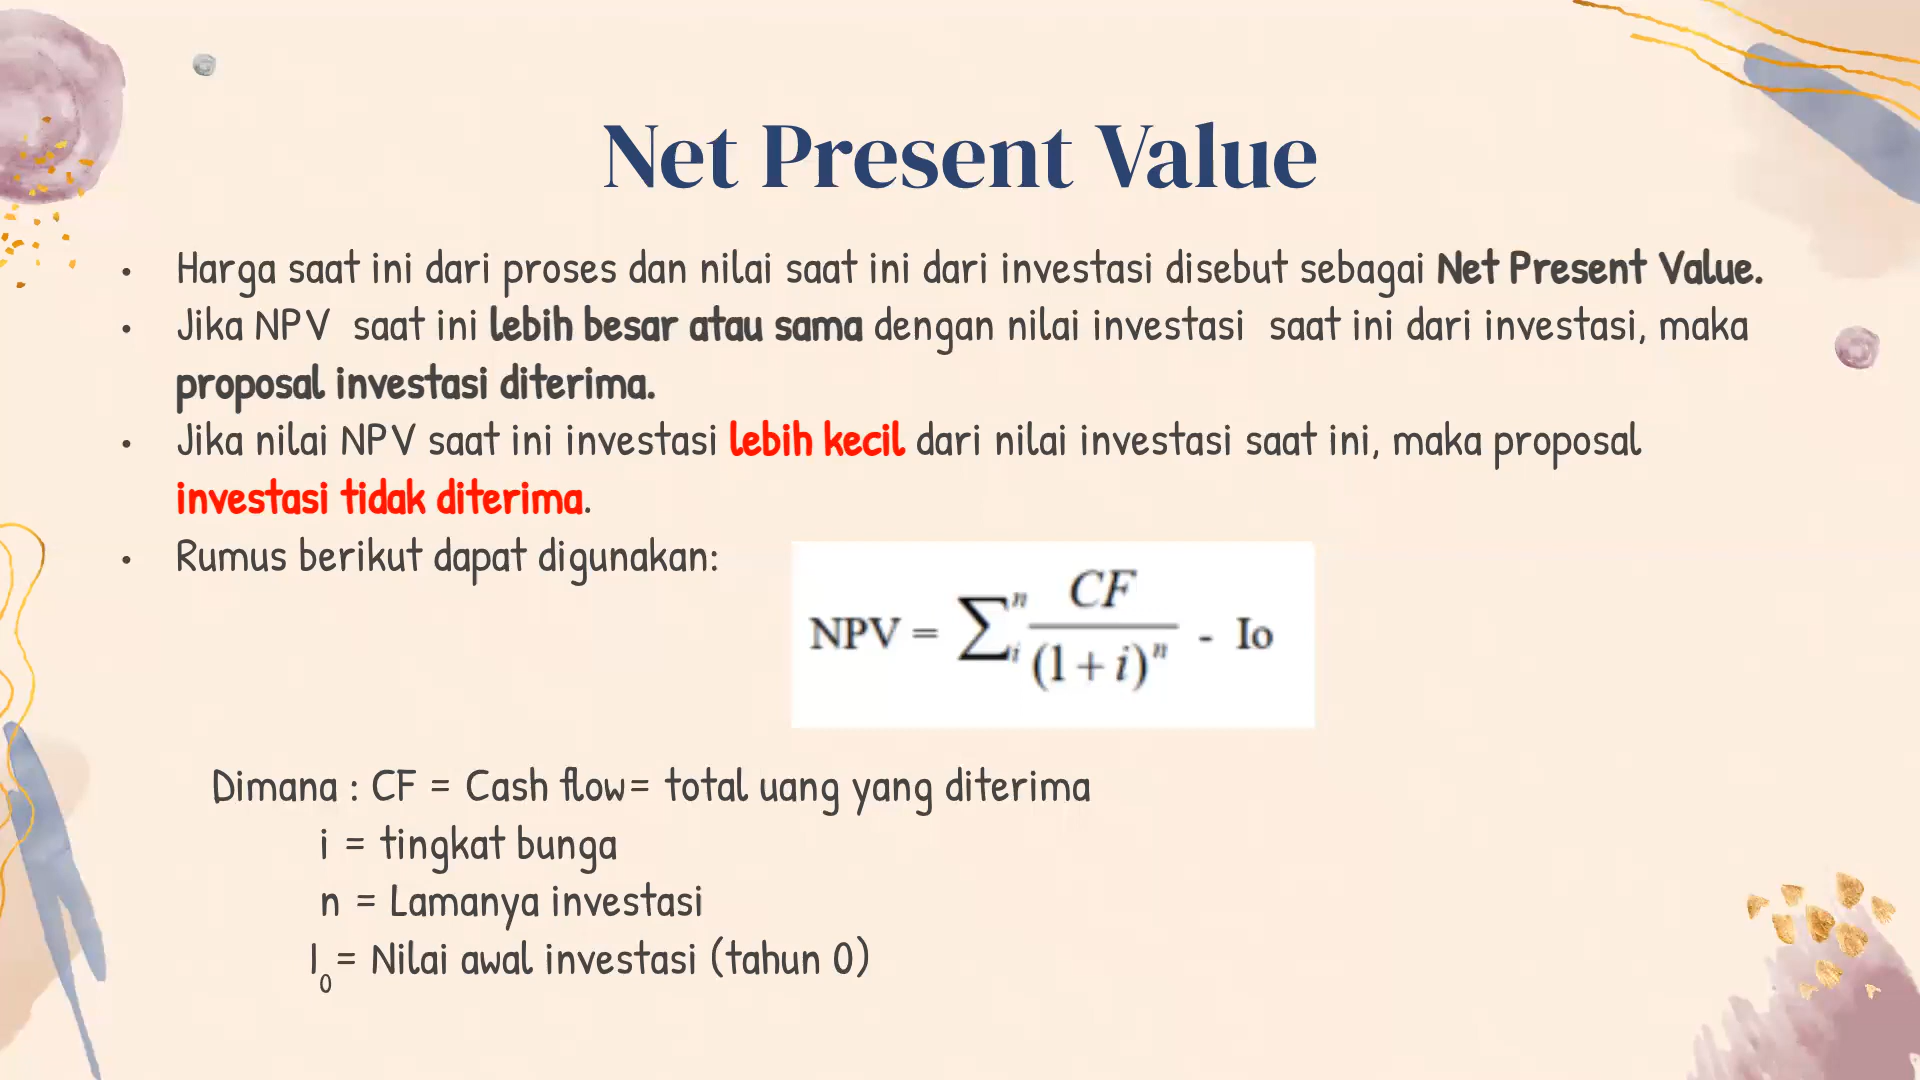 Net Present Value
• Harga saat ini dari proses dan nilai saat ini dari investasi disebut sebagai Net Present Value.
• Jika NPV saat ini lebih besar atau sama dengan nilai investasi saat ini dari investasi, maka
proposal investasi diterima.
• Jika nilai NPV saat ini investasi lebih kecil dari nilai investasi saat ini, maka proposal
investasi tidak diterima.
• Rumus berikut dapat digunakan:
NPV = ∑ⁿᵢ CF / (1 + i)ⁿ - Io
Dimana : CF = Cash flow= total uang yang diterima
i = tingkat bunga
n = Lamanya investasi
I₀ = Nilai awal investasi (tahun 0)